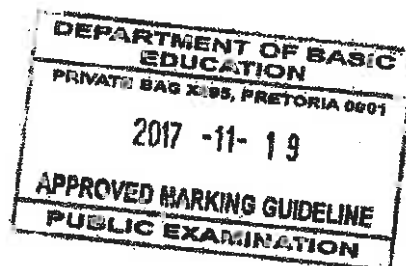 DEPARTMENT OF BASIC
EDUCATION
PRIVATE BAG X895, PRETORIA 0001
2017 -11- 19
APPROVED MARKING GUIDELINE
PUBLIC EXAMINATION